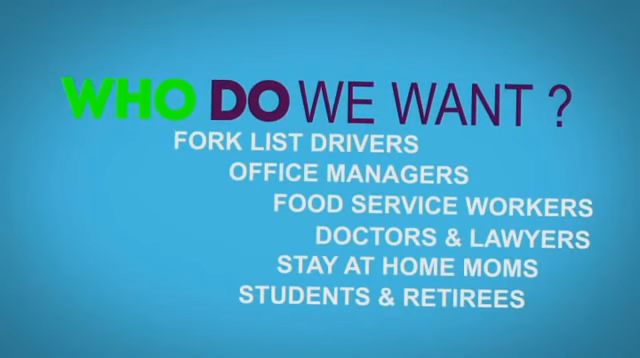 WHO DO WE WANT ?
FORK LIST DRIVERS
OFFICE MANAGERS
FOOD SERVICE WORKERS
DOCTORS & LAWYERS
STAY AT HOME MOMS
STUDENTS & RETIREES